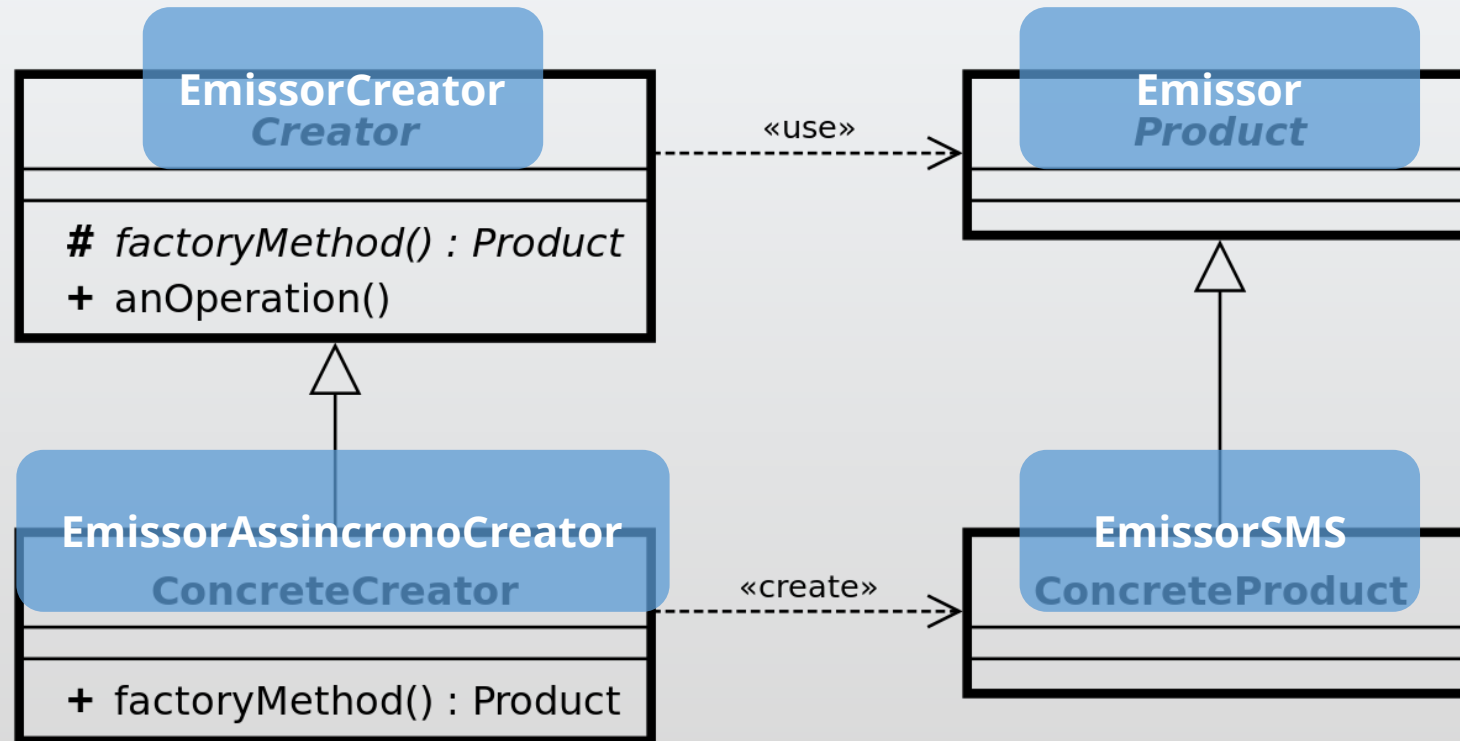 EmissorCreator
Creator
# factoryMethod() : Product
+ anOperation()
«use»
Emissor
Product
EmissorAssincronoCreator
ConcreteCreator
+ factoryMethod() : Product
«create»
EmissorSMS
ConcreteProduct